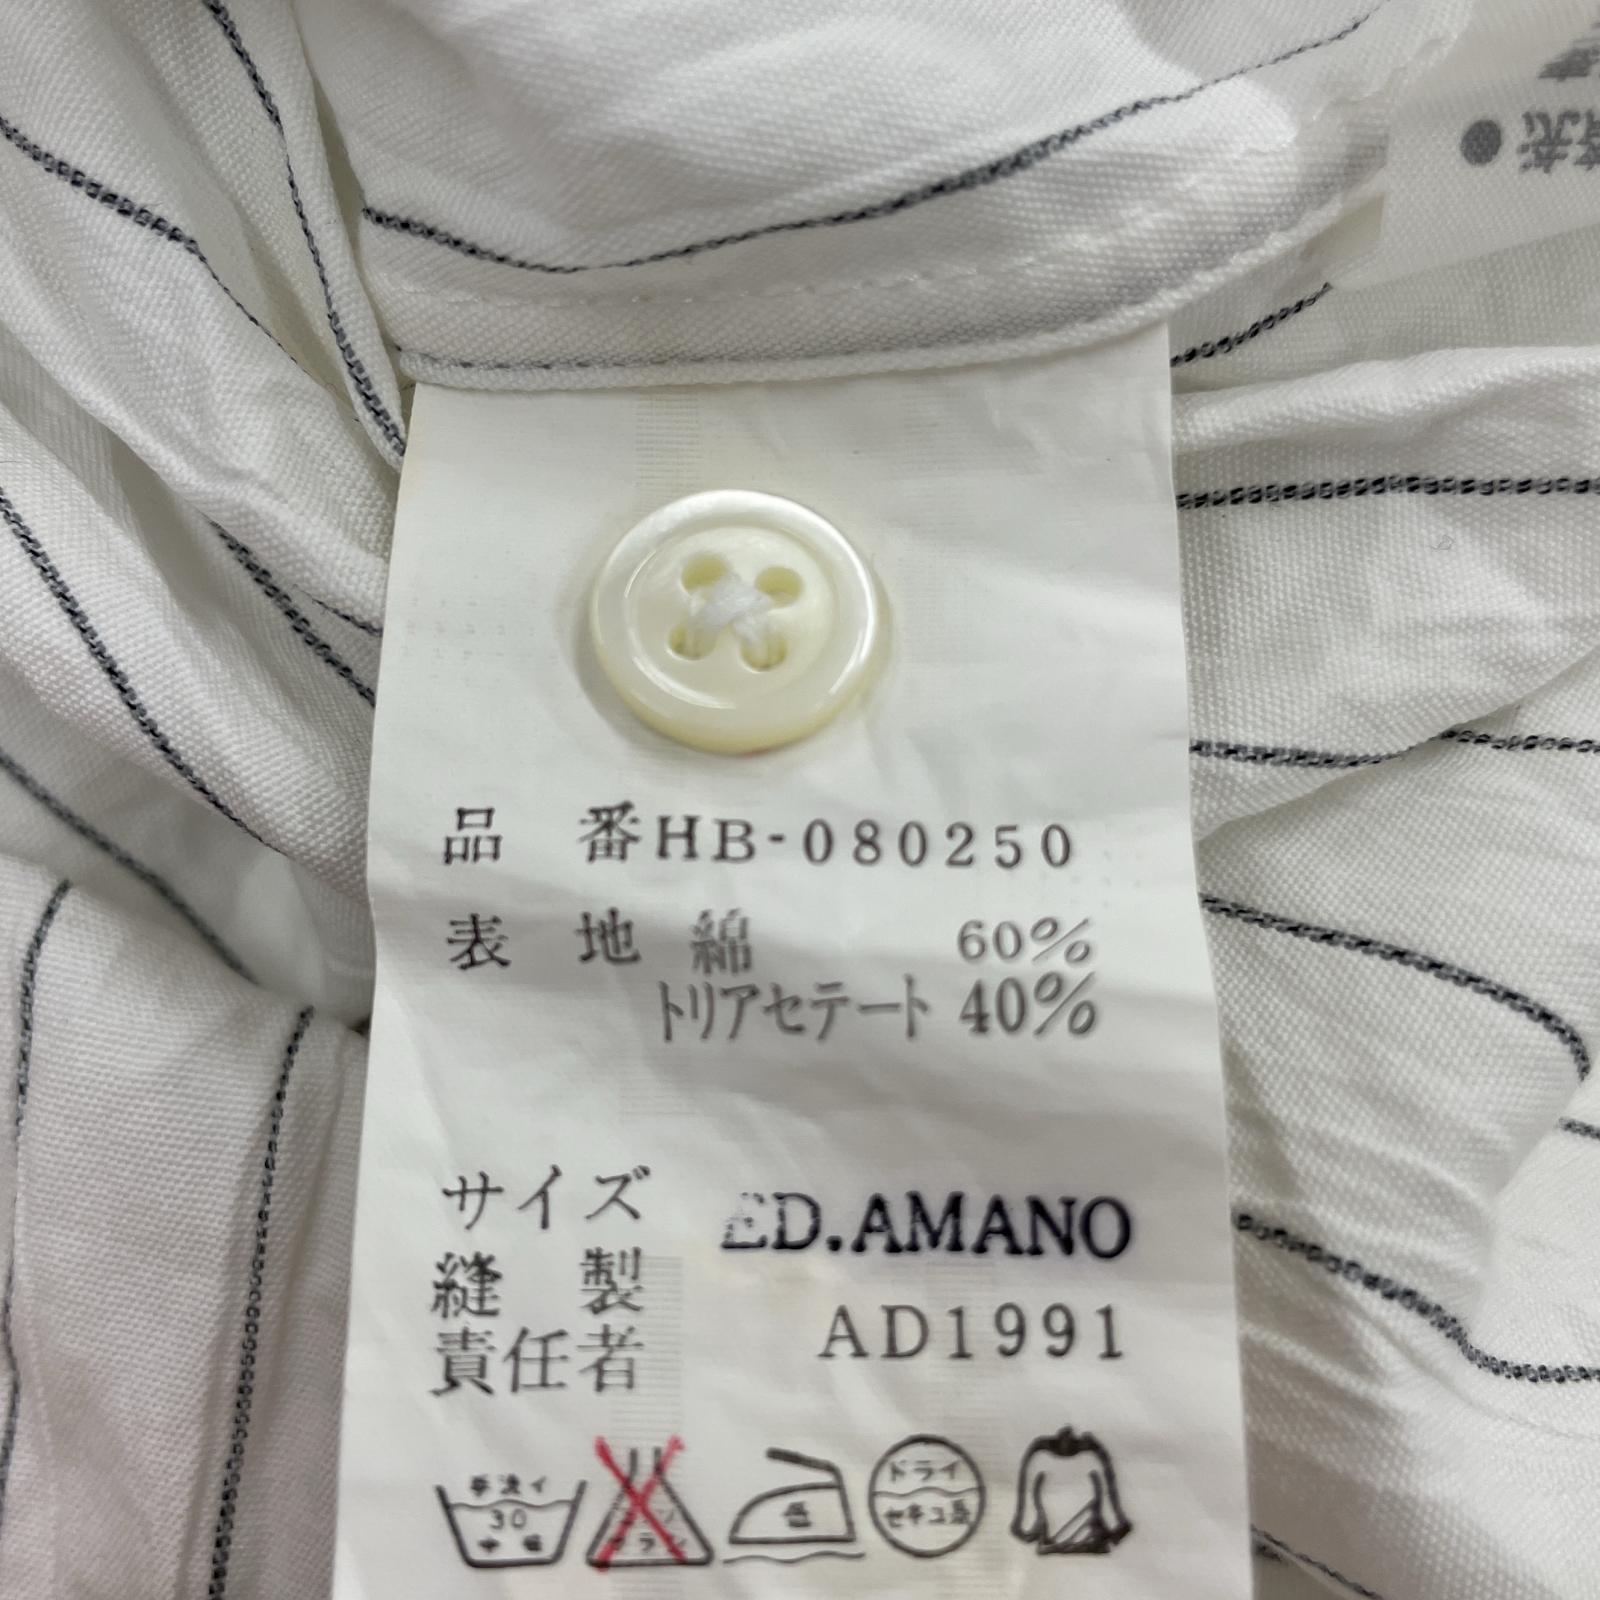 品番HB-080250
表地 綿 60%
トリアセテート 40%
サイズ
ED.AMANO
縫製
責任者
AD1991
手洗イ
30
中性
ドライ
セキユ系